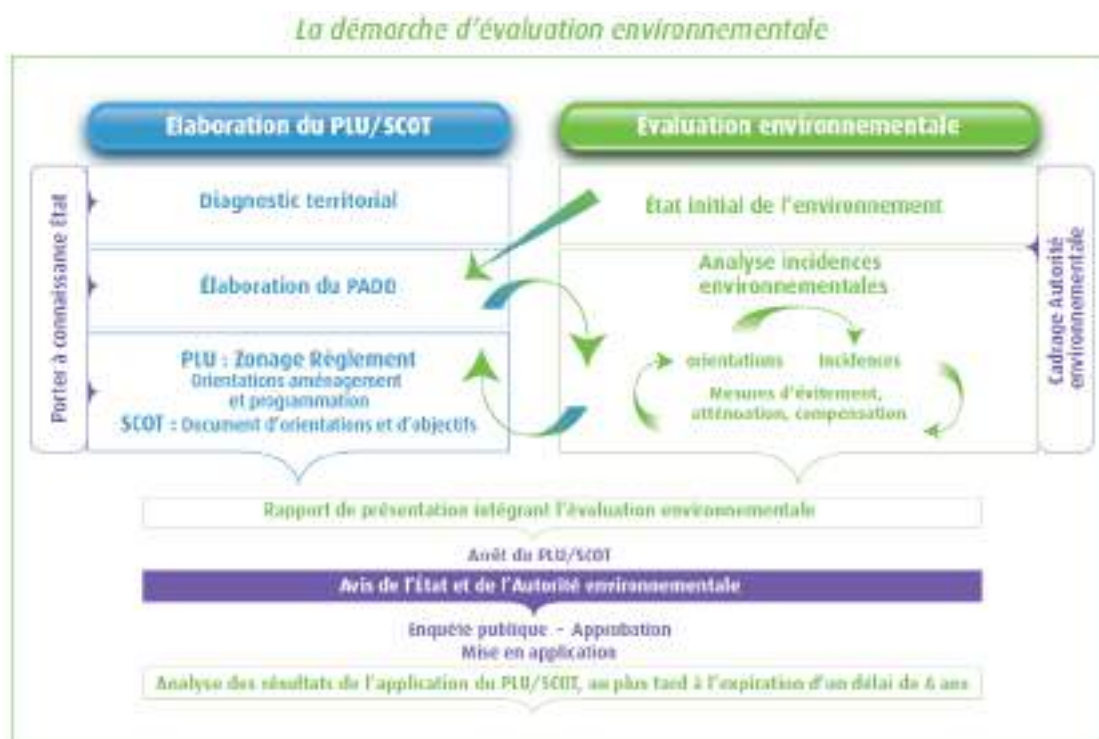 La démarche d'évaluation environnementale
Élaboration du PLU/SCOT
Évaluation environnementale
Porter à connaissance État
Diagnostic territorial
État initial de l'environnement
Élaboration du PADD
Analyse incidences
environnementales
PLU : Zonage Règlement
Orientations aménagement
et programmation
SCOT : Document d'orientations et d'objectifs
orientations
Incidences
Mesures d'évitement,
atténuation, compensation
Cadrage Autorité
environnementale
Rapport de présentation intégrant l'évaluation environnementale
Arrêt du PLU/SCOT
Avis de l'État et de l'Autorité environnementale
Enquête publique - Approbation
Mise en application
Analyse des résultats de l'application du PLU/SCOT, au plus tard à l'expiration d'un délai de 6 ans